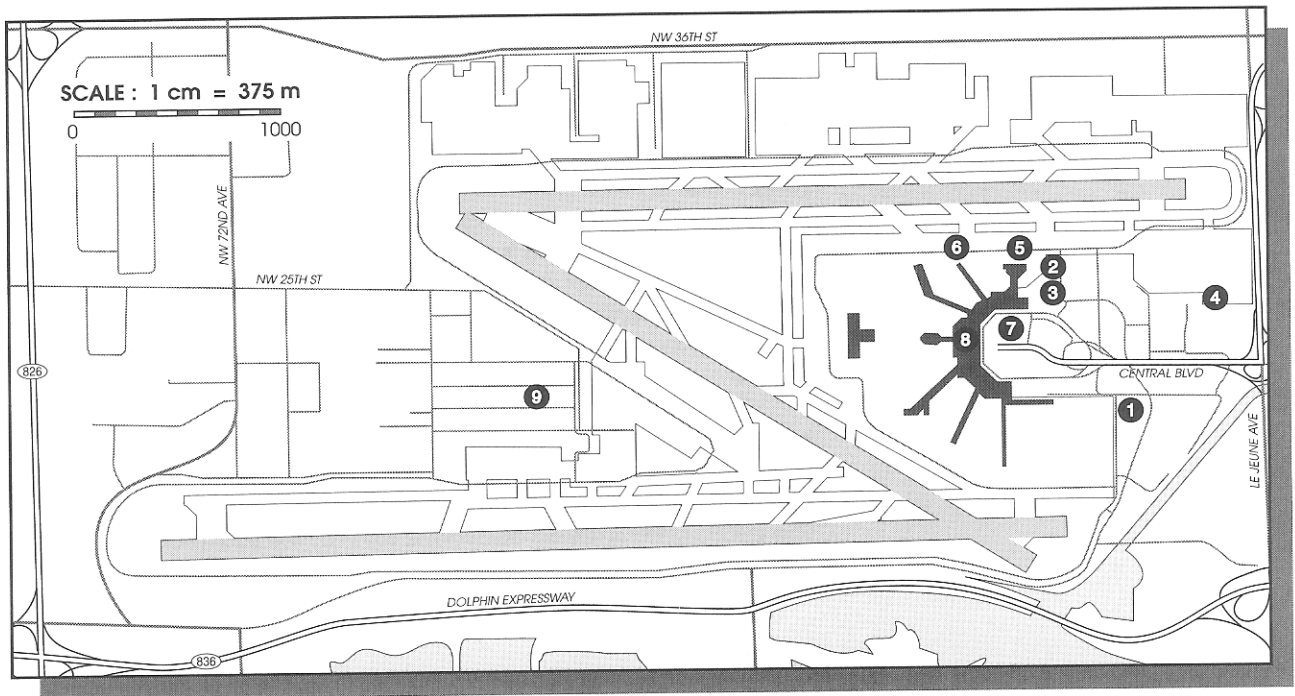 NW 36TH ST
SCALE : 1 cm = 375 m
0 1000
NW 72ND AVE
NW 25TH ST
6
5
2
3
4
7
8
826
CENTRAL BLVD
9
1
LE JEUNE AVE
DOLPHIN EXPRESSWAY
836